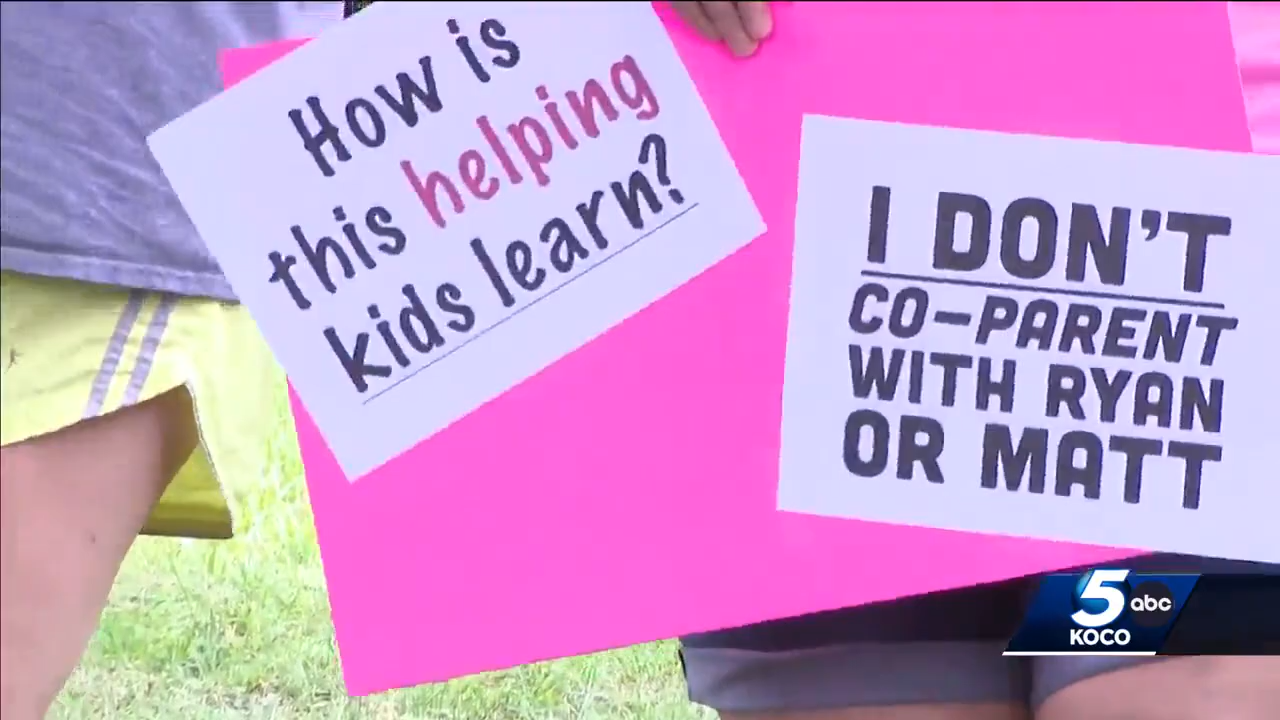 How is
this helping
kids learn?
I DON'T
CO-PARENT
WITH RYAN
OR MATT
5 abc
KOCO